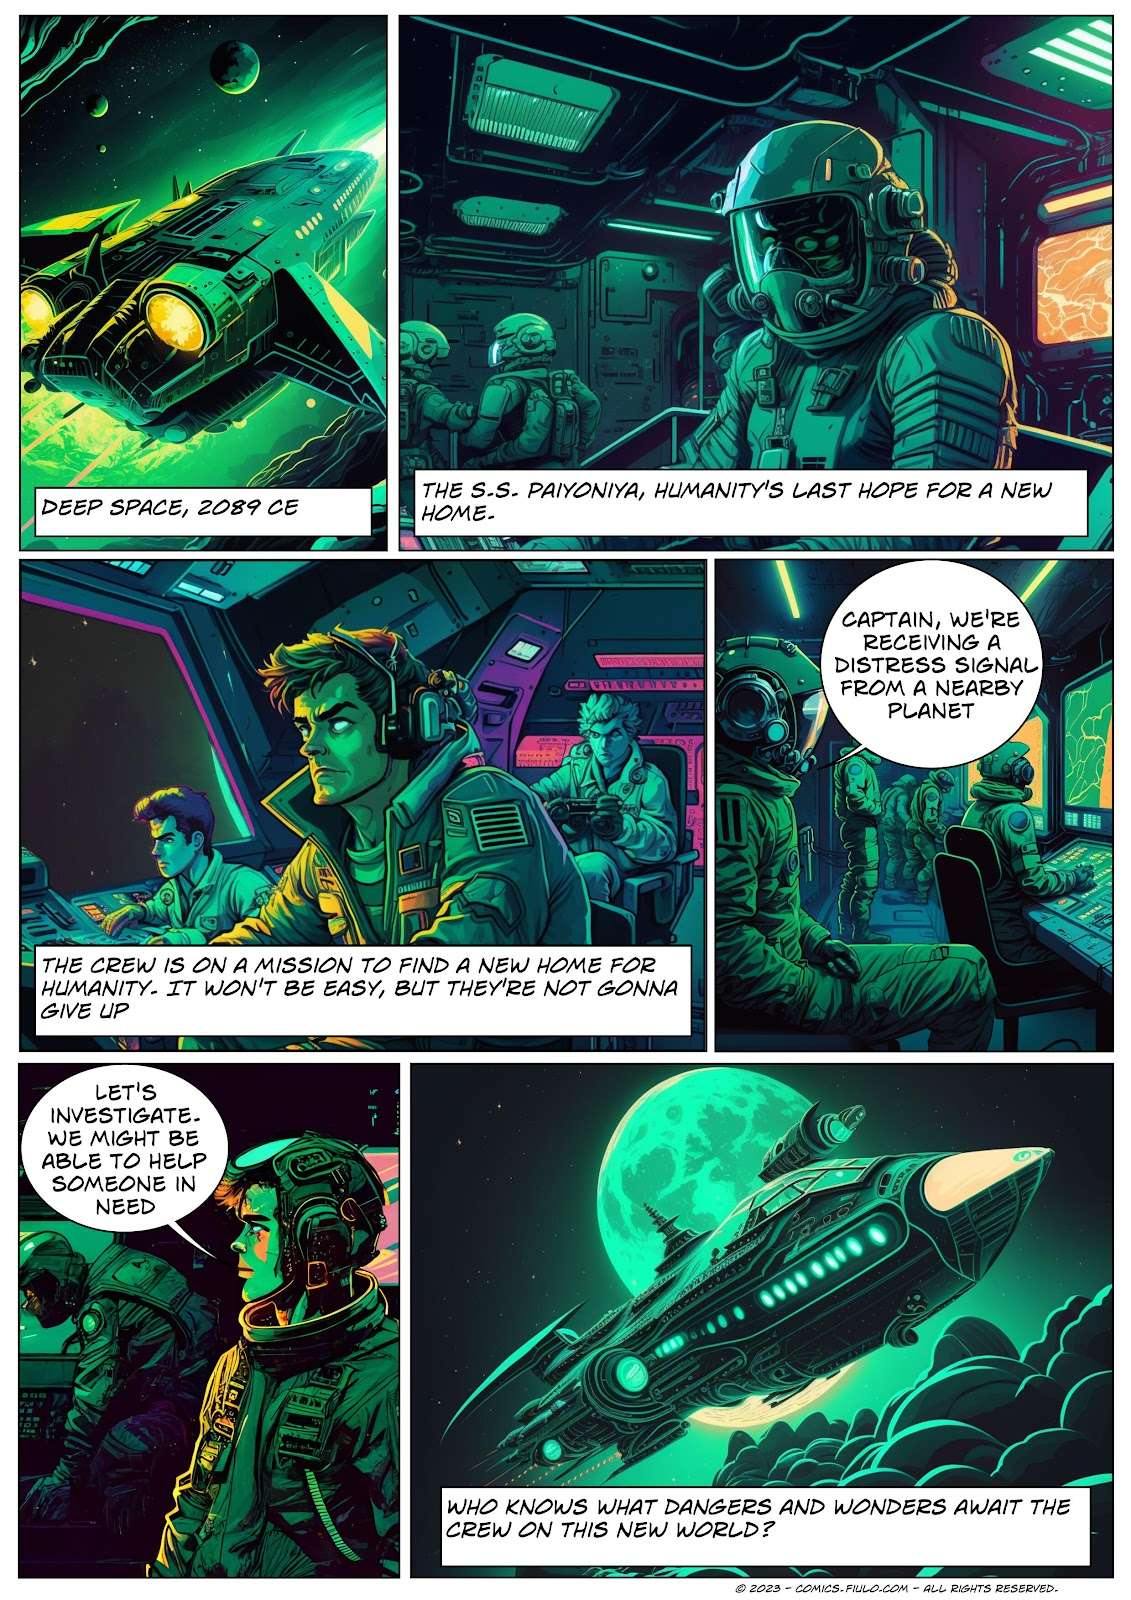 DEEP SPACE, 2089 CE
THE S.S. PAIYONIYA, HUMANITY'S LAST HOPE FOR A NEW
HOME.
THE CREW IS ON A MISSION TO FIND A NEW HOME FOR
HUMANITY. IT WON'T BE EASY, BUT THEY'RE NOT GONNA
GIVE UP
CAPTAIN, WE'RE
RECEIVING A
DISTRESS SIGNAL
FROM A NEARBY
PLANET
LET'S
INVESTIGATE.
WE MIGHT BE
ABLE TO HELP
SOMEONE IN
NEED
WHO KNOWS WHAT DANGERS AND WONDERS AWAIT THE
CREW ON THIS NEW WORLD?
© 2023 - COMICS.FIULO.COM - ALL RIGHTS RESERVED.